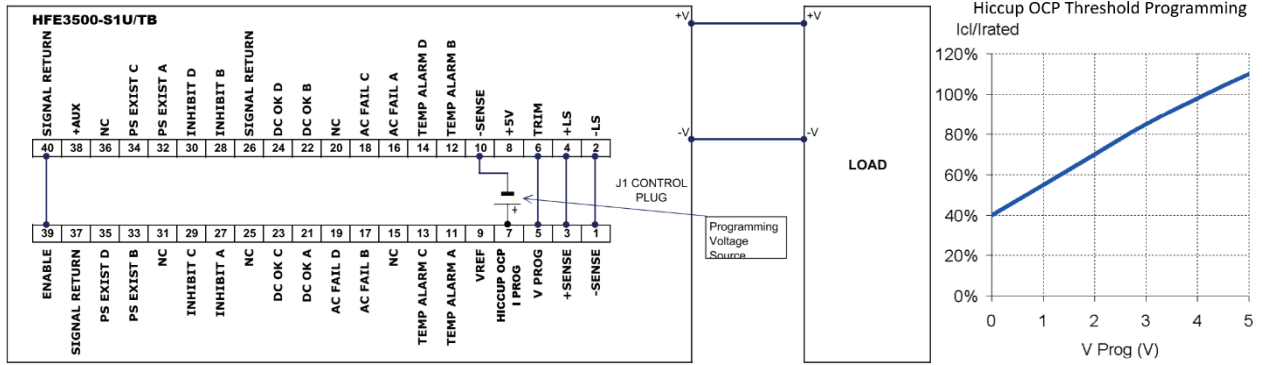 HFE3500-S1U/TB
SIGNAL RETURN
+AUX
NC
PS EXIST C
PS EXIST A
INHIBIT D
INHIBIT B
SIGNAL RETURN
DC OK D
DC OK B
NC
AC FAIL C
AC FAIL A
TEMP ALARM D
TEMP ALARM B
-SENSE
+5V
TRIM
+LS
-LS
40 38 36 34 32 30 28 26 24 22 20 18 16 14 12 10 8 6 4 2
J1 CONTROL
PLUG
+
Programming
Voltage
Source
39 37 35 33 31 29 27 25 23 21 19 17 15 13 11 9 7 5 3 1
ENABLE
SIGNAL RETURN
PS EXIST D
PS EXIST B
NC
INHIBIT C
INHIBIT A
NC
DC OK C
DC OK A
AC FAIL D
AC FAIL B
NC
TEMP ALARM C
TEMP ALARM A
VREF
HICCUP OCP
I PROG
V PROG
+SENSE
-SENSE
+V
-V
+V
-V
LOAD
Hiccup OCP Threshold Programming
Icl/Irated
120%
100%
80%
60%
40%
20%
0%
0 1 2 3 4 5
V Prog (V)